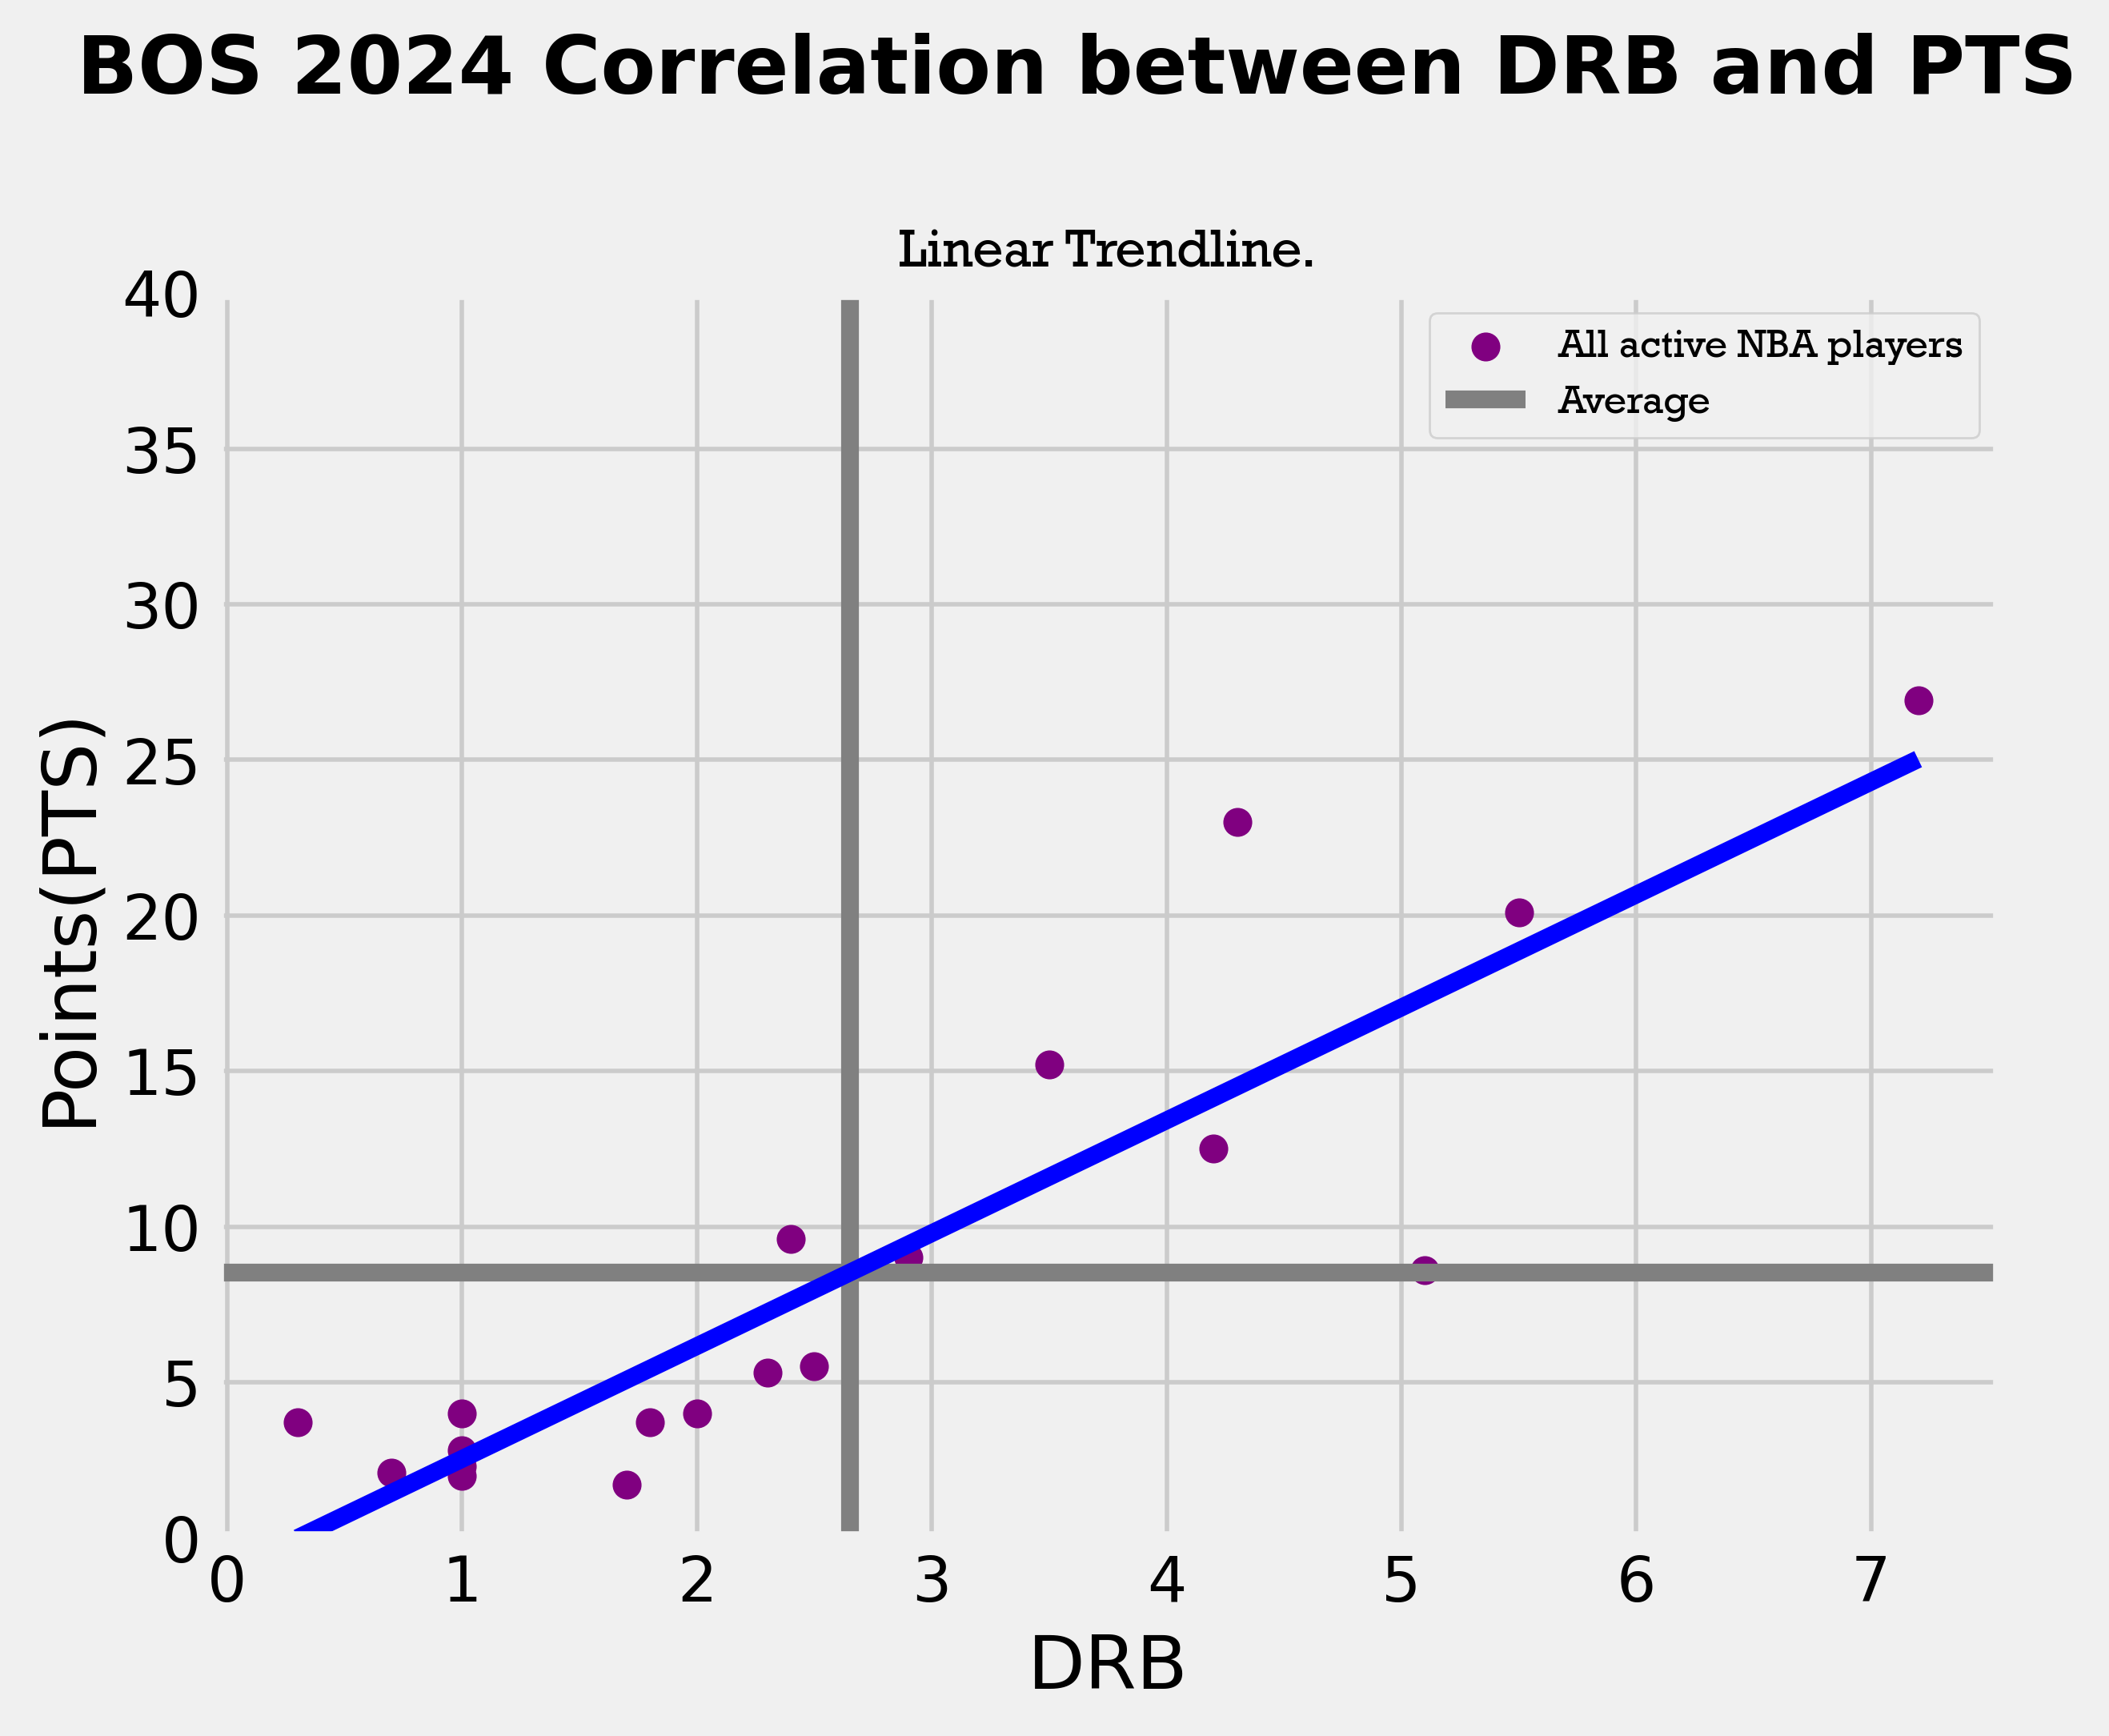 BOS 2024 Correlation between DRB and PTS
Linear Trendline.
All active NBA players
Average
Points(PTS)
40
35
30
25
20
15
10
5
0
0 1 2 3 4 5 6 7
DRB